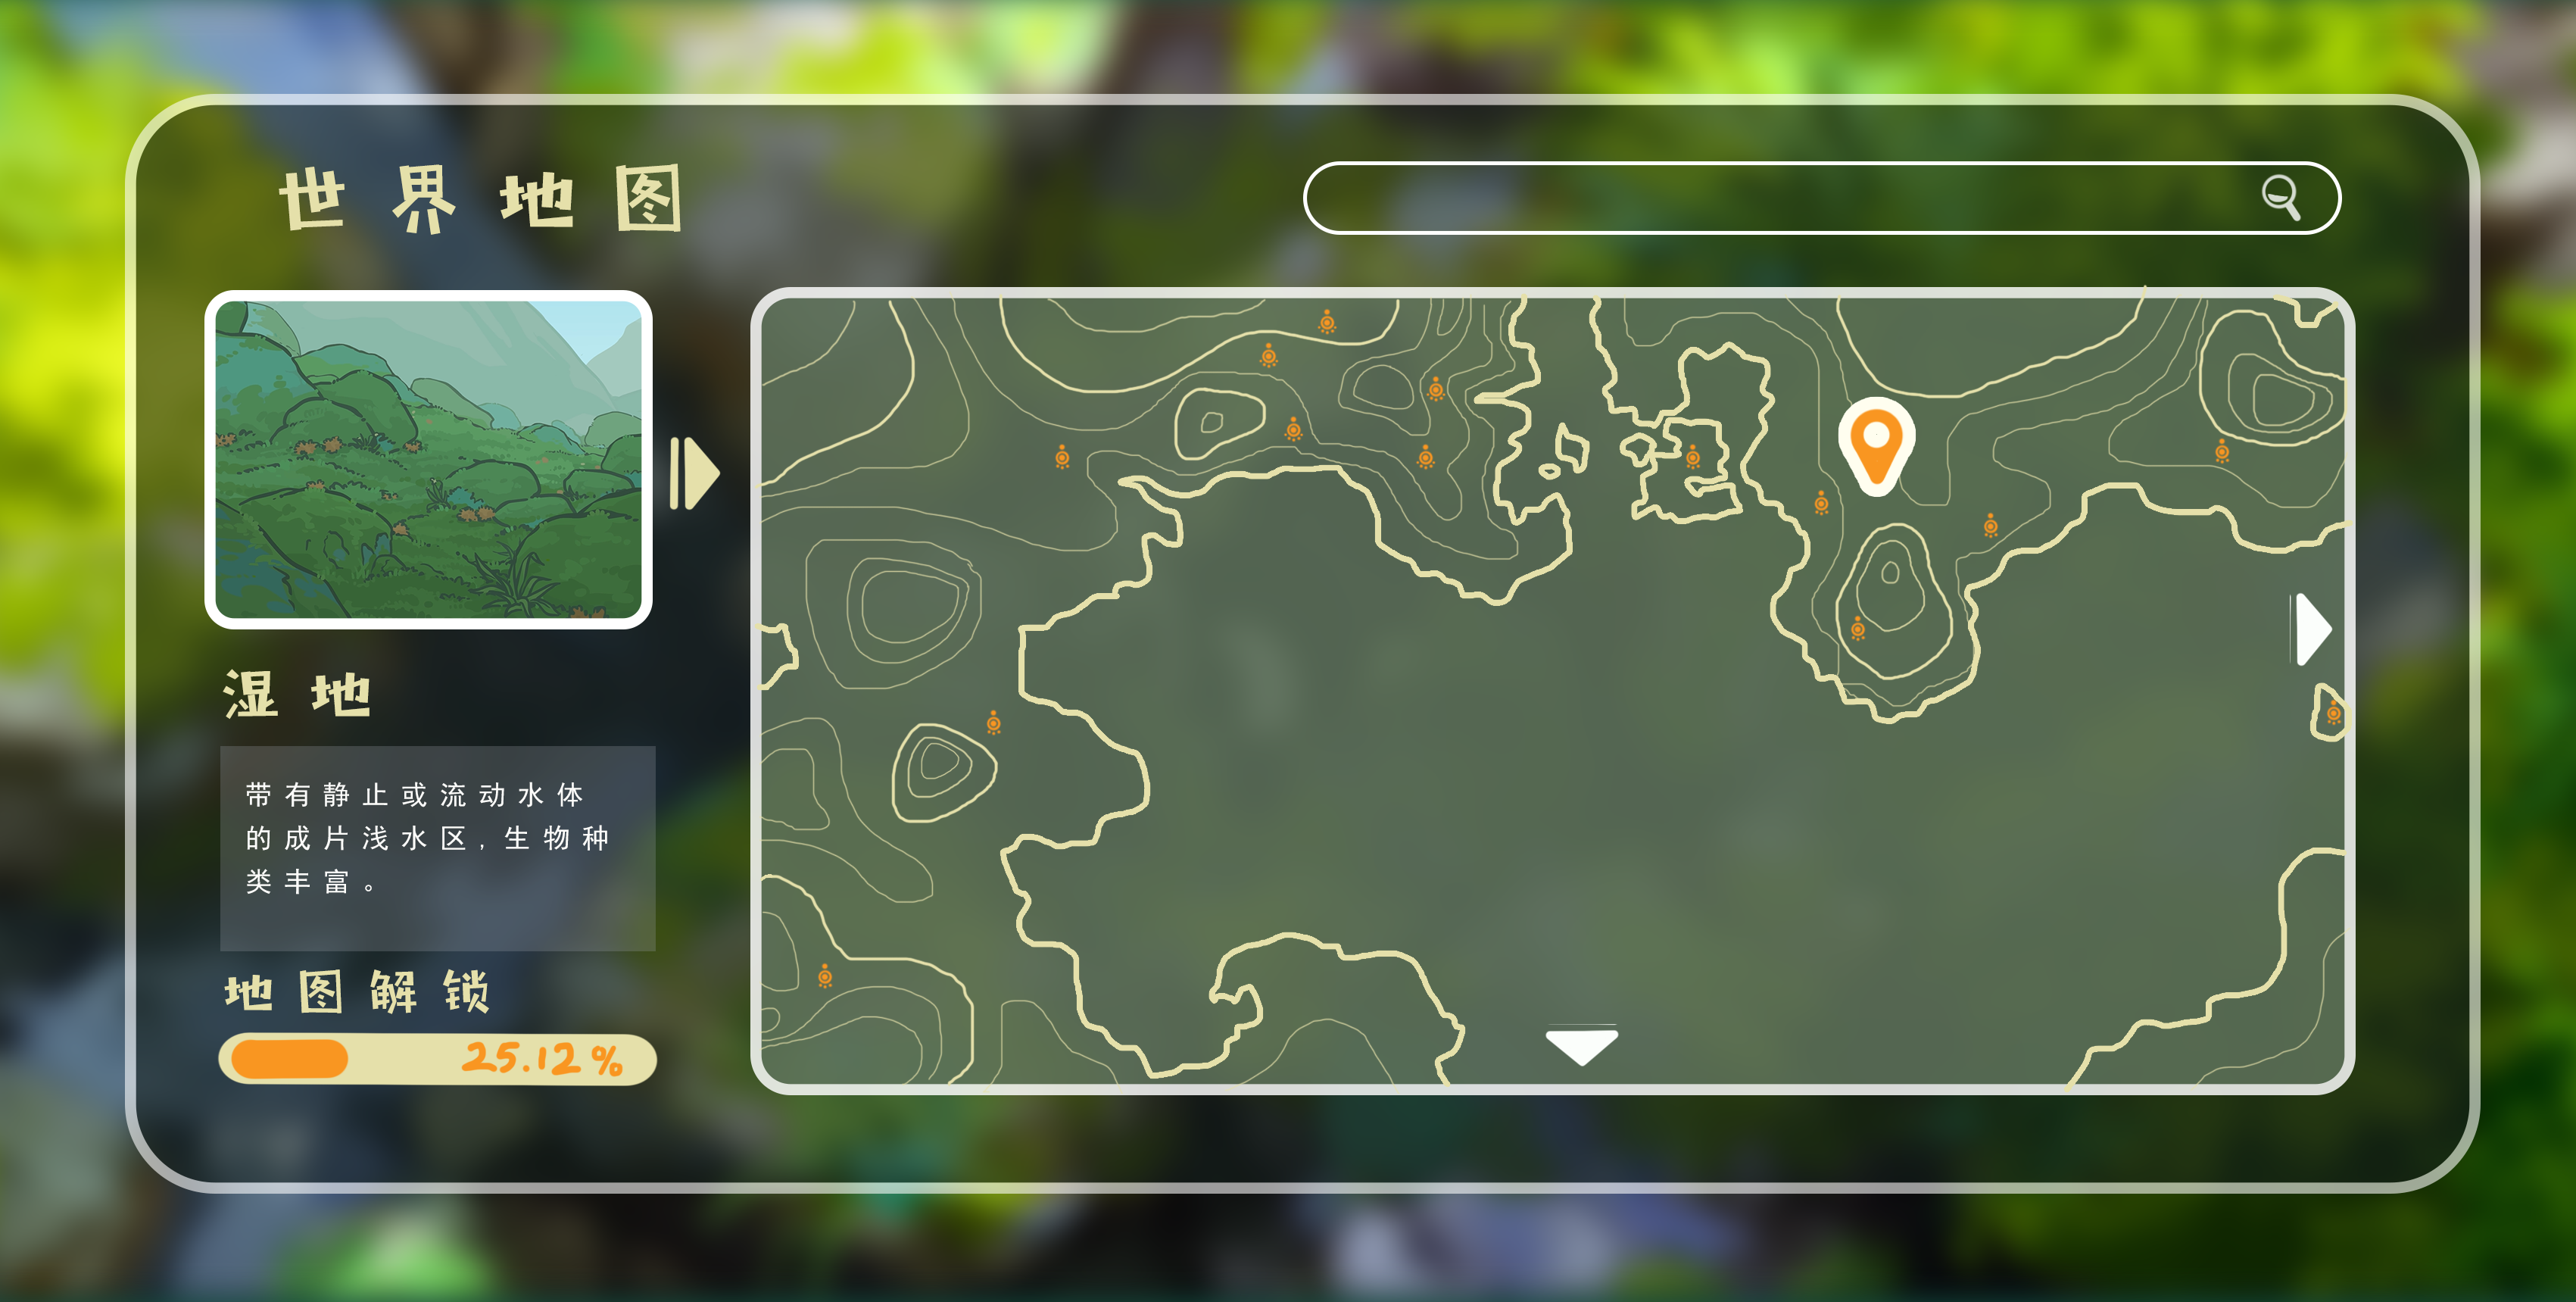 世界地图
湿地
带有静止或流动水体
的成片浅水区，生物种
类丰富。
地图解锁
25.12%